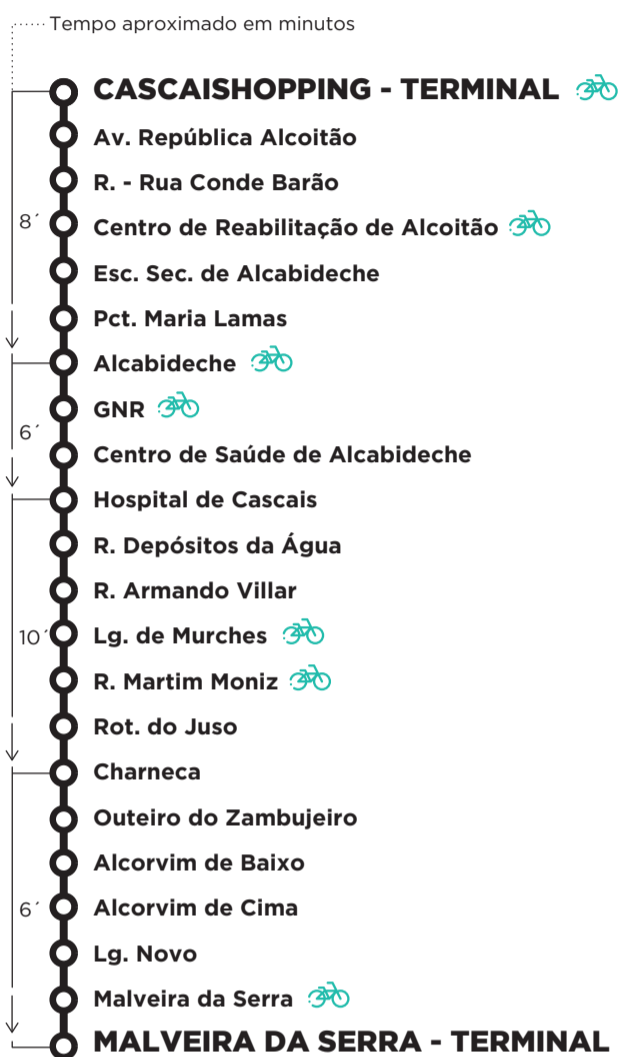 Tempo aproximado em minutos
CASCAISHOPPING - TERMINAL
Av. República Alcoitão
R. - Rua Conde Barão
8´
Centro de Reabilitação de Alcoitão
Esc. Sec. de Alcabideche
Pct. Maria Lamas
Alcabideche
GNR
6´
Centro de Saúde de Alcabideche
Hospital de Cascais
R. Depósitos da Água
R. Armando Villar
10´
Lg. de Murches
R. Martim Moniz
Rot. do Juso
Charneca
Outeiro do Zambujeiro
Alcorvim de Baixo
6´
Alcorvim de Cima
Lg. Novo
Malveira da Serra
MALVEIRA DA SERRA - TERMINAL